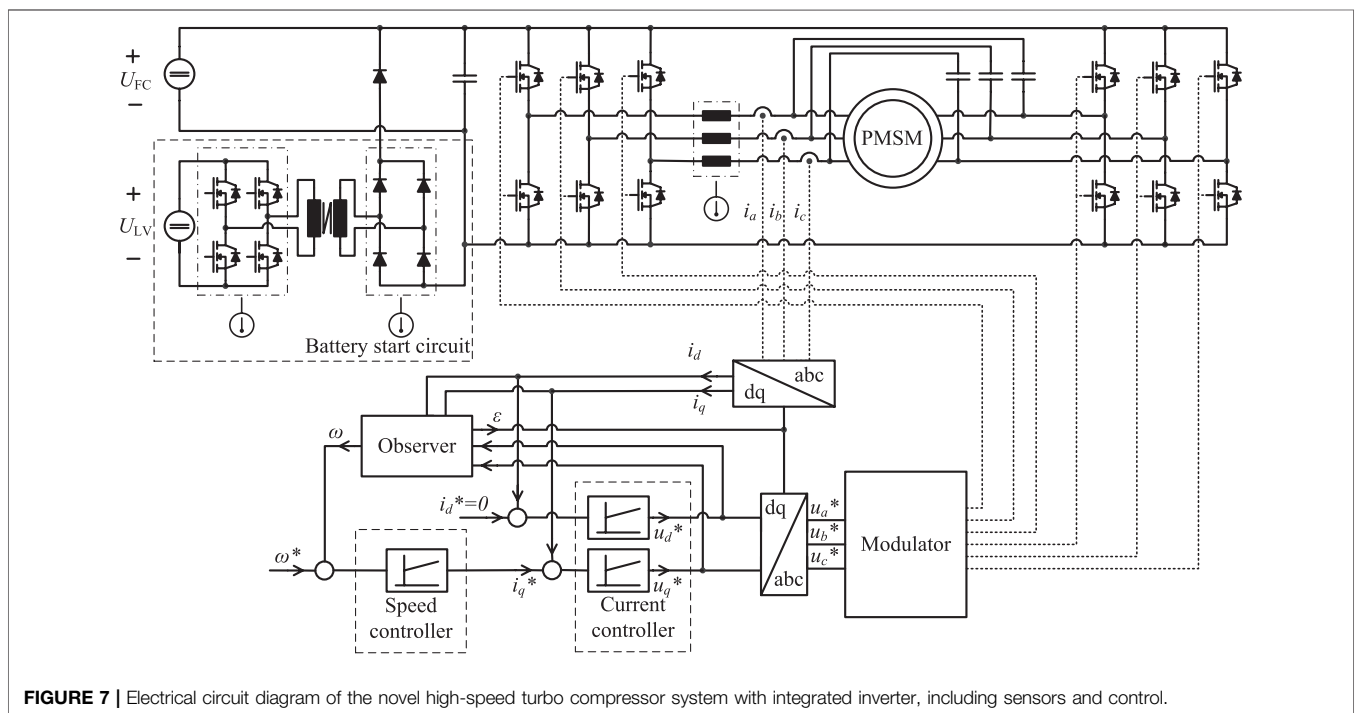 +
U_FC
−
+
U_LV
−
PMSM
i_a i_b i_c
Battery start circuit
i_d
abc
dq
i_q
ε
ω
Observer
i_d*=0
u_d*
dq
abc
u_a*
u_b*
u_c*
Modulator
ω*
i_q*
u_q*
Speed
controller
Current
controller
FIGURE 7 | Electrical circuit diagram of the novel high-speed turbo compressor system with integrated inverter, including sensors and control.